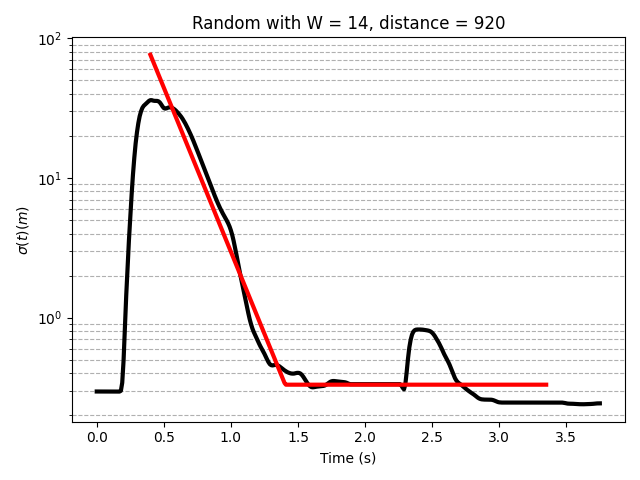 Random with W = 14, distance = 920
10²
10¹
10⁰
σ(t)(m)
0.0 0.5 1.0 1.5 2.0 2.5 3.0 3.5
Time (s)